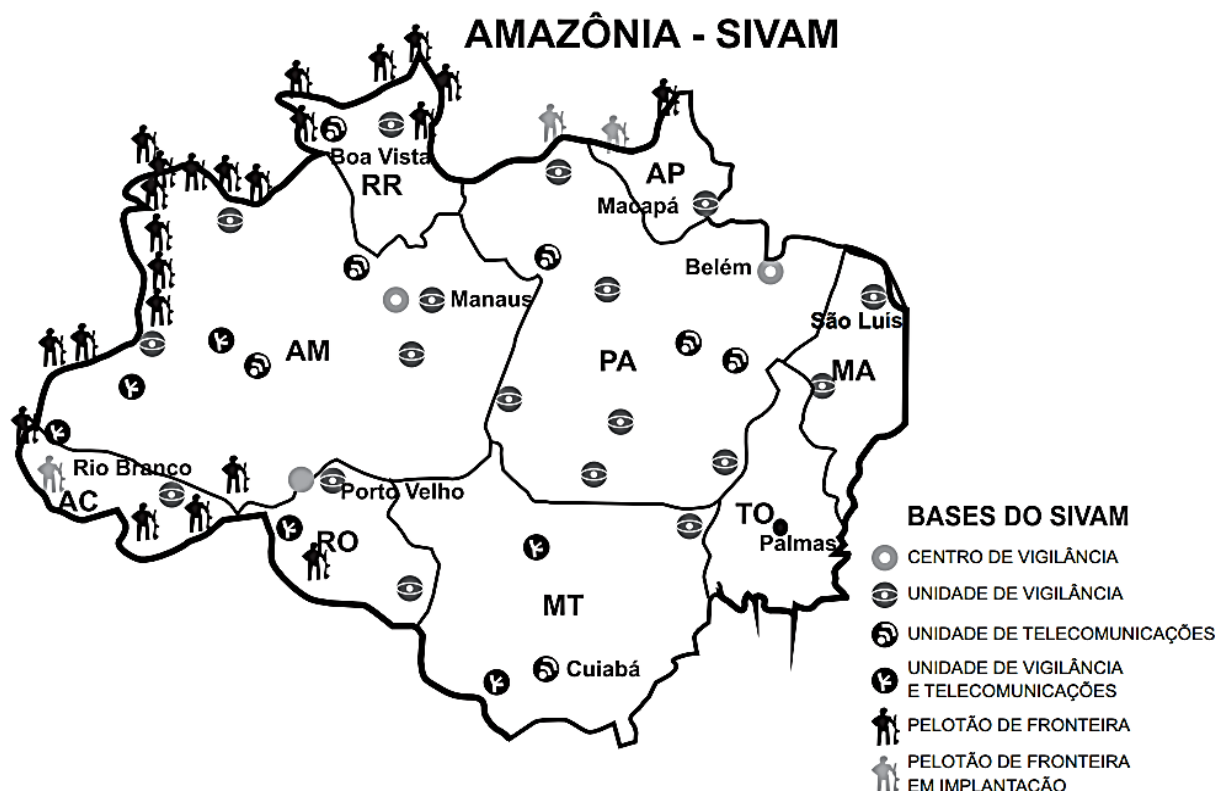 AMAZÔNIA - SIVAM
Boa Vista
RR
AP
Macapá
Belém
Manaus
São Luís
AM
PA
MA
Rio Branco
AC
Porto Velho
RO
TO
Palmas
MT
Cuiabá
BASES DO SIVAM
CENTRO DE VIGILÂNCIA
UNIDADE DE VIGILÂNCIA
UNIDADE DE TELECOMUNICAÇÕES
UNIDADE DE VIGILÂNCIA
E TELECOMUNICAÇÕES
PELOTÃO DE FRONTEIRA
PELOTÃO DE FRONTEIRA
EM IMPLANTAÇÃO